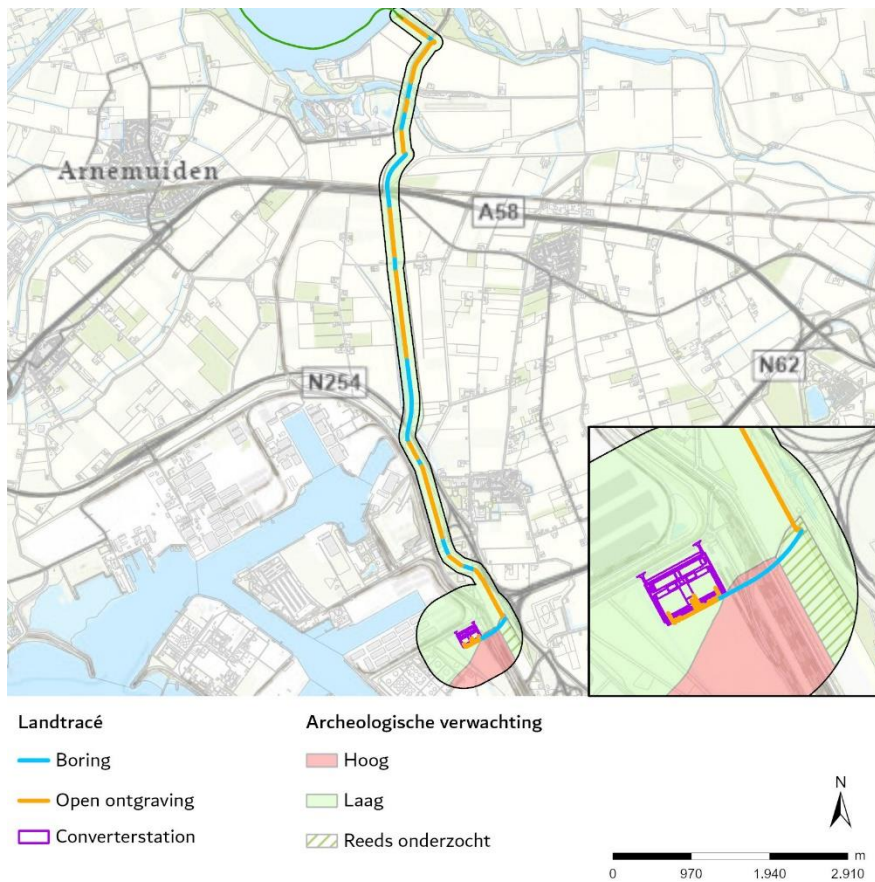 Arnemuiden
A58
N254
N62
Landtracé
Boring
Open ontgraving
Converterstation
Archeologische verwachting
Hoog
Laag
Reeds onderzocht
N
m
0 970 1.940 2.910